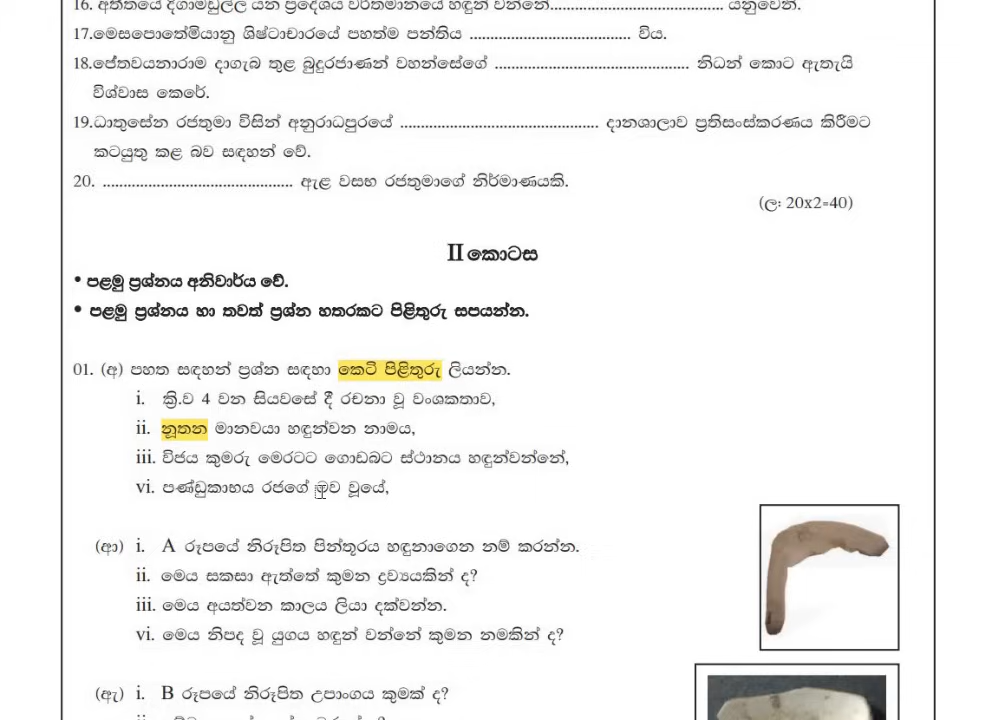 16. අතීතයේ දිගාමඩුල්ල යන ප්‍රදේශය වර්තමානයේ හඳුන් වන්නේ.......................................... යනුවෙනි.
17.මෙසපොතේමියානු ශිෂ්ටාචාරයේ පහත්ම පන්තිය ....................................... විය.
18.ජේතවයනාරාම දාගැබ තුළ බුදුරජාණන් වහන්සේගේ ............................................... නිධන් කොට ඇතැයි
විශ්වාස කෙරේ.
19.ධාතුසේන රජතුමා විසින් අනුරාධපුරයේ ................................................ දානශාලාව ප්‍රතිසංස්කරණය කිරීමට
කටයුතු කළ බව සඳහන් වේ.
20. .............................................. ඇළ වසභ රජතුමාගේ නිර්මාණයකි.
(ල: 20x2=40)
II කොටස
• පළමු ප්‍රශ්නය අනිවාර්ය වේ.
• පළමු ප්‍රශ්නය හා තවත් ප්‍රශ්න හතරකට පිළිතුරු සපයන්න.
01. (අ) පහත සඳහන් ප්‍රශ්න සඳහා කෙටි පිළිතුරු ලියන්න.
i. ක්‍රි.ව 4 වන සියවසේ දී රචනා වූ වංශකතාව,
ii. නූතන මානවයා හඳුන්වන නාමය,
iii. විජය කුමරු මෙරටට ගොඩබට ස්ථානය හඳුන්වන්නේ,
vi. පණ්ඩුකාභය රජගේ මව වූයේ,
(ආ) i. A රූපයේ නිරූපිත පින්තූරය හඳුනාගෙන නම් කරන්න.
ii. මෙය සකසා ඇත්තේ කුමන ද්‍රව්‍යයකින් ද?
iii. මෙය අයත්වන කාලය ලියා දක්වන්න.
vi. මෙය නිපද වූ යුගය හඳුන් වන්නේ කුමන නමකින් ද?
(ඇ) i. B රූපයේ නිරූපිත උපාංගය කුමක් ද?